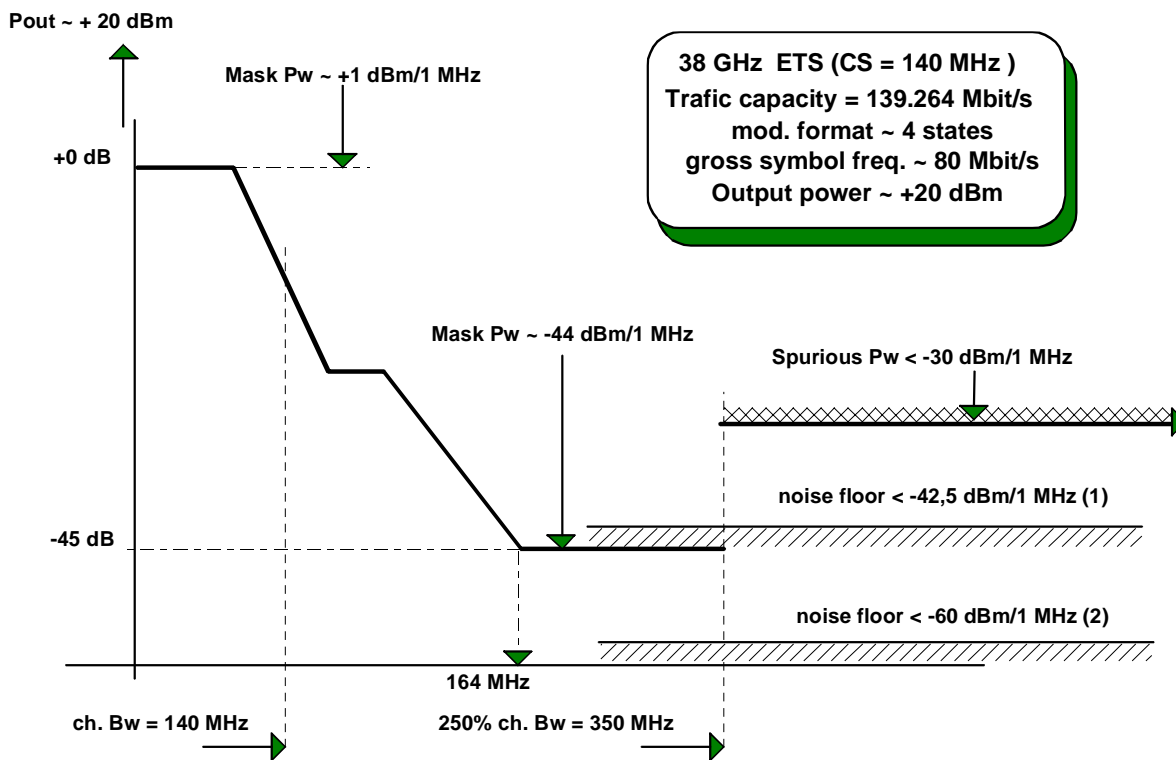 Pout ~ + 20 dBm
Mask Pw ~ +1 dBm/1 MHz
38 GHz ETS (CS = 140 MHz )
Trafic capacity = 139.264 Mbit/s
mod. format ~ 4 states
gross symbol freq. ~ 80 Mbit/s
Output power ~ +20 dBm
+0 dB
Mask Pw ~ -44 dBm/1 MHz
Spurious Pw < -30 dBm/1 MHz
noise floor < -42,5 dBm/1 MHz (1)
-45 dB
noise floor < -60 dBm/1 MHz (2)
164 MHz
ch. Bw = 140 MHz
250% ch. Bw = 350 MHz